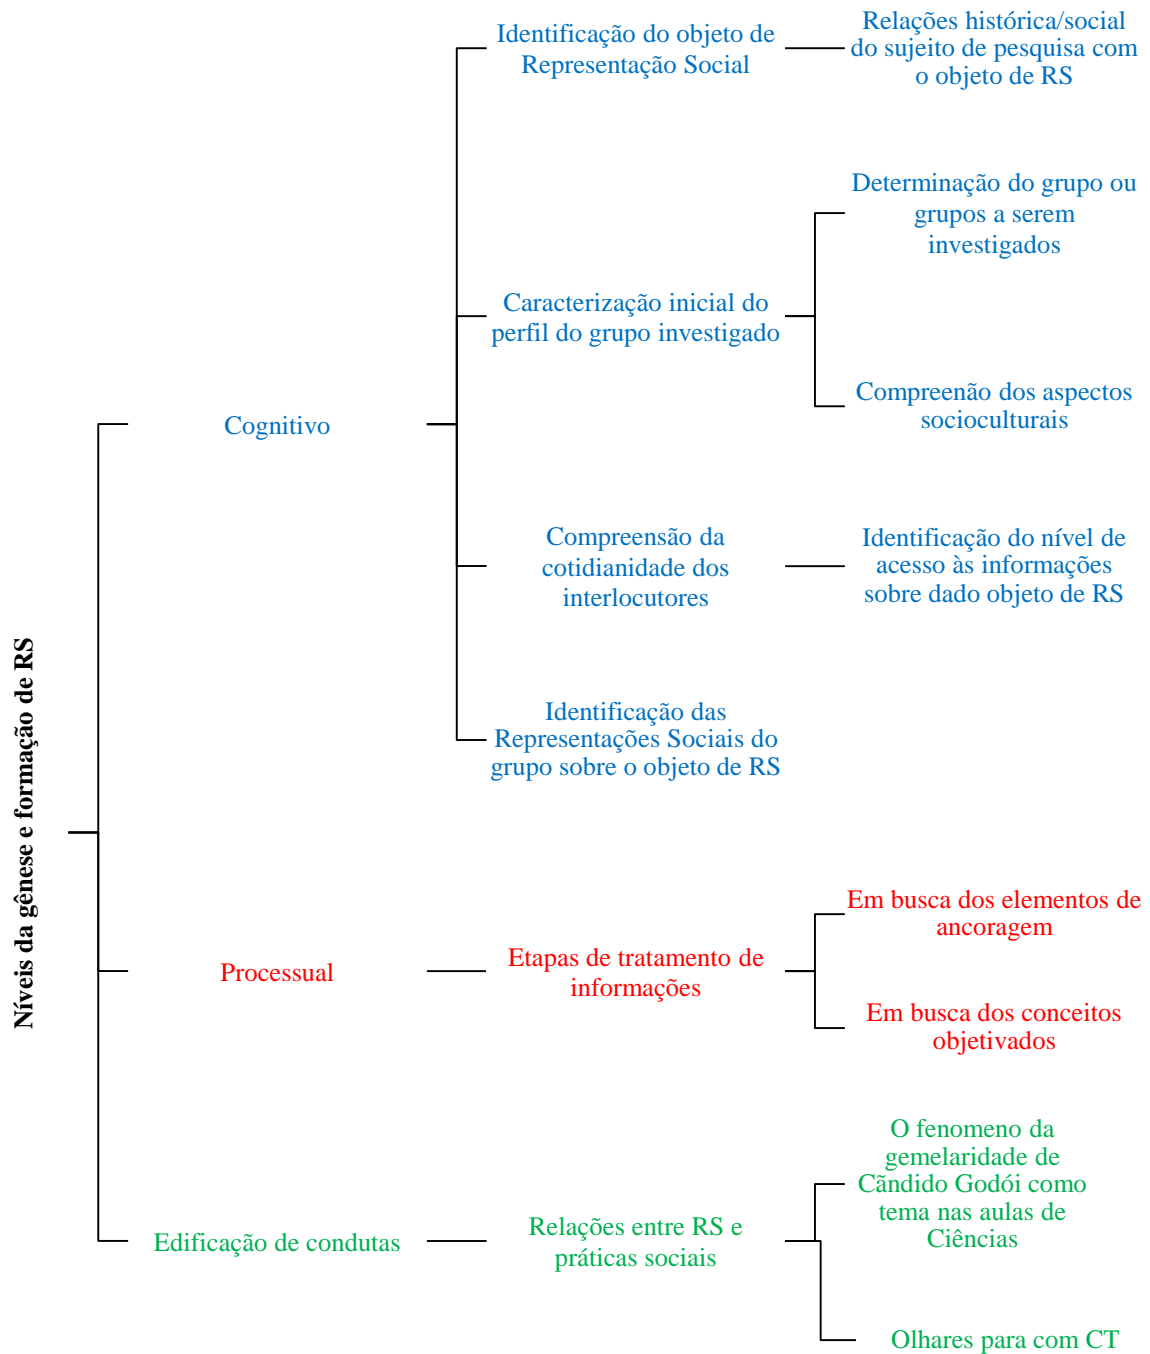 Níveis da gênese e formação de RS
Cognitivo
Identificação do objeto de
Representação Social
Relações histórica/social
do sujeito de pesquisa com
o objeto de RS
Caracterização inicial do
perfil do grupo investigado
Determinação do grupo ou
grupos a serem
investigados
Compreenão dos aspectos
socioculturais
Compreensão da
cotidianidade dos
interlocutores
Identificação do nível de
acesso às informações
sobre dado objeto de RS
Identificação das
Representações Sociais do
grupo sobre o objeto de RS
Processual
Etapas de tratamento de
informações
Em busca dos elementos de
ancoragem
Em busca dos conceitos
objetivados
Edificação de condutas
Relações entre RS e
práticas sociais
O fenomeno da
gemelaridade de
Cãndido Godói como
tema nas aulas de
Ciências
Olhares para com CT